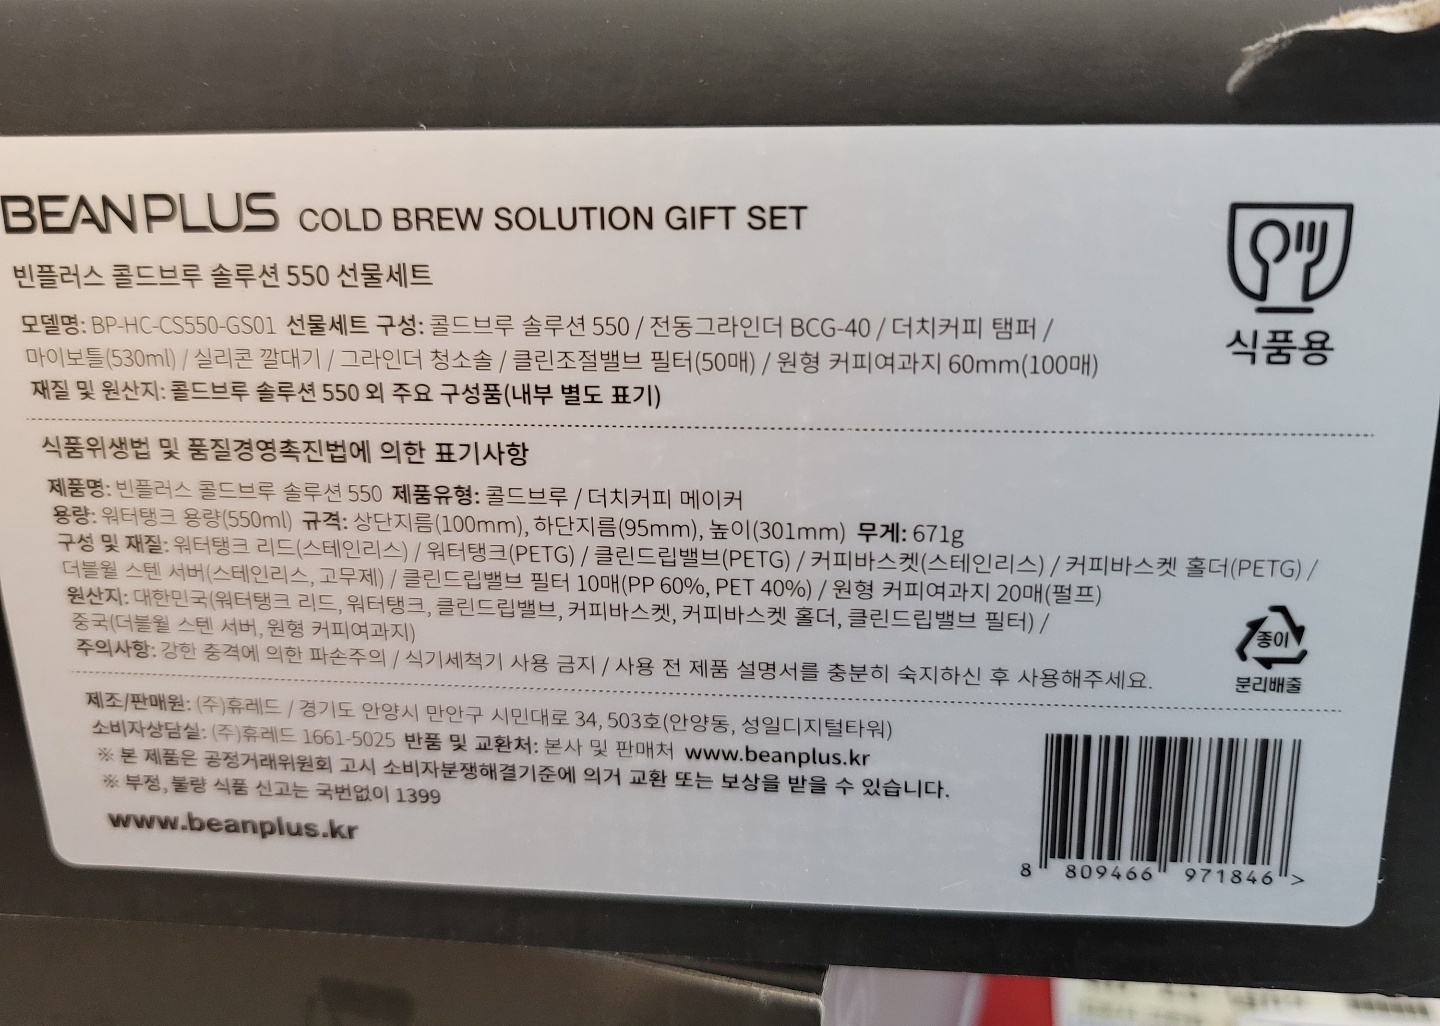 BEANPLUS COLD BREW SOLUTION GIFT SET
빈플러스 콜드브루 솔루션 550 선물세트
모델명: BP-HC-CS550-GS01 선물세트 구성: 콜드브루 솔루션 550 / 전동그라인더 BCG-40 / 더치커피 탬퍼 /
마이보틀(530ml) / 실리콘 깔대기 / 그라인더 청소솔 / 클린조절밸브 필터(50매) / 원형 커피여과지 60mm(100매)
재질 및 원산지: 콜드브루 솔루션 550 외 주요 구성품(내부 별도 표기)
식품용
식품위생법 및 품질경영촉진법에 의한 표기사항
제품명: 빈플러스 콜드브루 솔루션 550 제품유형: 콜드브루 / 더치커피 메이커
용량: 워터탱크 용량(550ml) 규격: 상단지름(100mm), 하단지름(95mm), 높이(301mm) 무게: 671g
구성 및 재질: 워터탱크 리드(스테인리스) / 워터탱크(PETG) / 클린드립밸브(PETG) / 커피바스켓(스테인리스) / 커피바스켓 홀더(PETG) /
더블월 스텐 서버(스테인리스, 고무제) / 클린드립밸브 필터 10매(PP 60%, PET 40%) / 원형 커피여과지 20매(펄프)
원산지: 대한민국(워터탱크 리드, 워터탱크, 클린드립밸브, 커피바스켓, 커피바스켓 홀더, 클린드립밸브 필터) /
중국(더블월 스텐 서버, 원형 커피여과지)
주의사항: 강한 충격에 의한 파손주의 / 식기세척기 사용 금지 / 사용 전 제품 설명서를 충분히 숙지하신 후 사용해주세요.
종이
분리배출
제조/판매원: (주)휴레드 / 경기도 안양시 만안구 시민대로 34, 503호(안양동, 성일디지털타워)
소비자상담실: (주)휴레드 1661-5025 반품 및 교환처: 본사 및 판매처 www.beanplus.kr
※ 본 제품은 공정거래위원회 고시 소비자분쟁해결기준에 의거 교환 또는 보상을 받을 수 있습니다.
※ 부정, 불량 식품 신고는 국번없이 1399
www.beanplus.kr
8 809466 971846 >